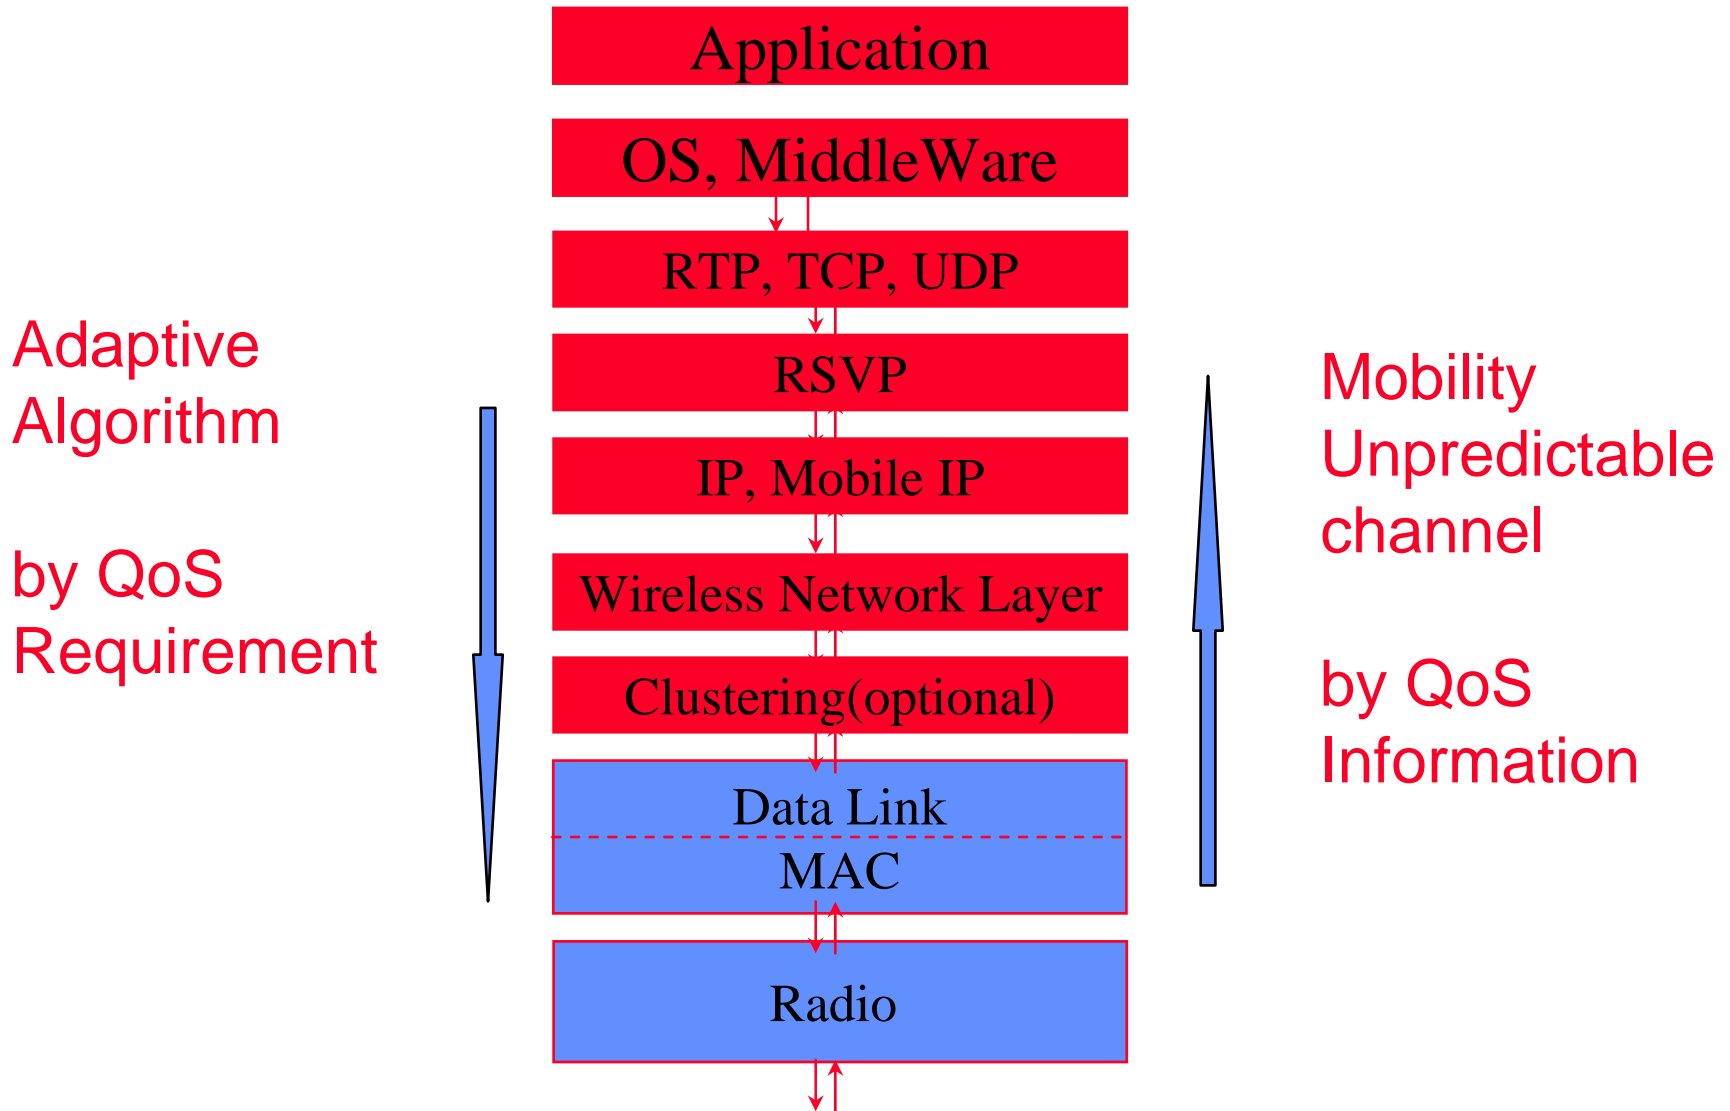 Application
OS, MiddleWare
RTP, TCP, UDP
RSVP
IP, Mobile IP
Wireless Network Layer
Clustering(optional)
Data Link
MAC
Radio
Adaptive
Algorithm
by QoS
Requirement
Mobility
Unpredictable
channel
by QoS
Information